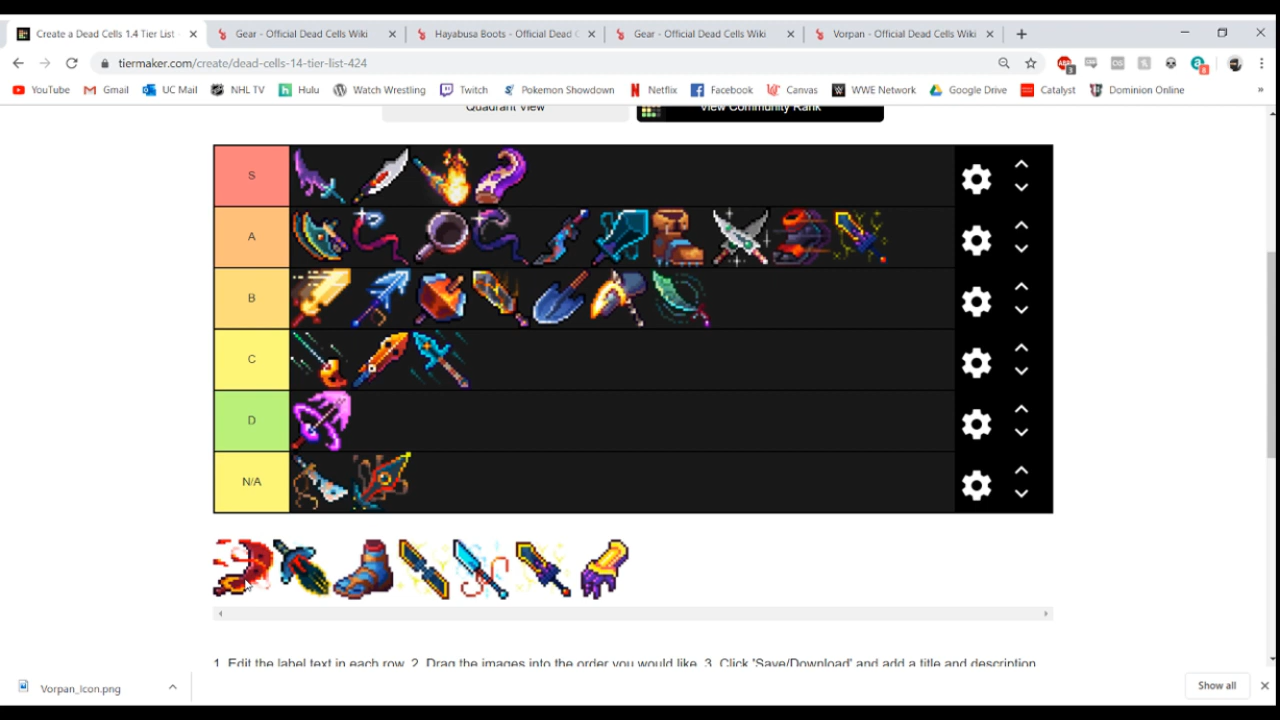 Create a Dead Cells 1.4 Tier List
Gear - Official Dead Cells Wiki
Hayabusa Boots - Official Dead C
Gear - Official Dead Cells Wiki
Vorpan - Official Dead Cells Wiki
tiermaker.com/create/dead-cells-14-tier-list-424
YouTube
Gmail
UC Mail
NHL TV
Hulu
Watch Wrestling
Twitch
Pokemon Showdown
Netflix
Facebook
Canvas
WWE Network
Google Drive
Catalyst
Dominion Online
»
Quadrant View
View Community Rank
S
A
B
C
D
N/A
1. Edit the label text in each row. 2. Drag the images into the order you would like. 3. Click 'Save/Download' and add a title and description
Vorpan_Icon.png
Show all